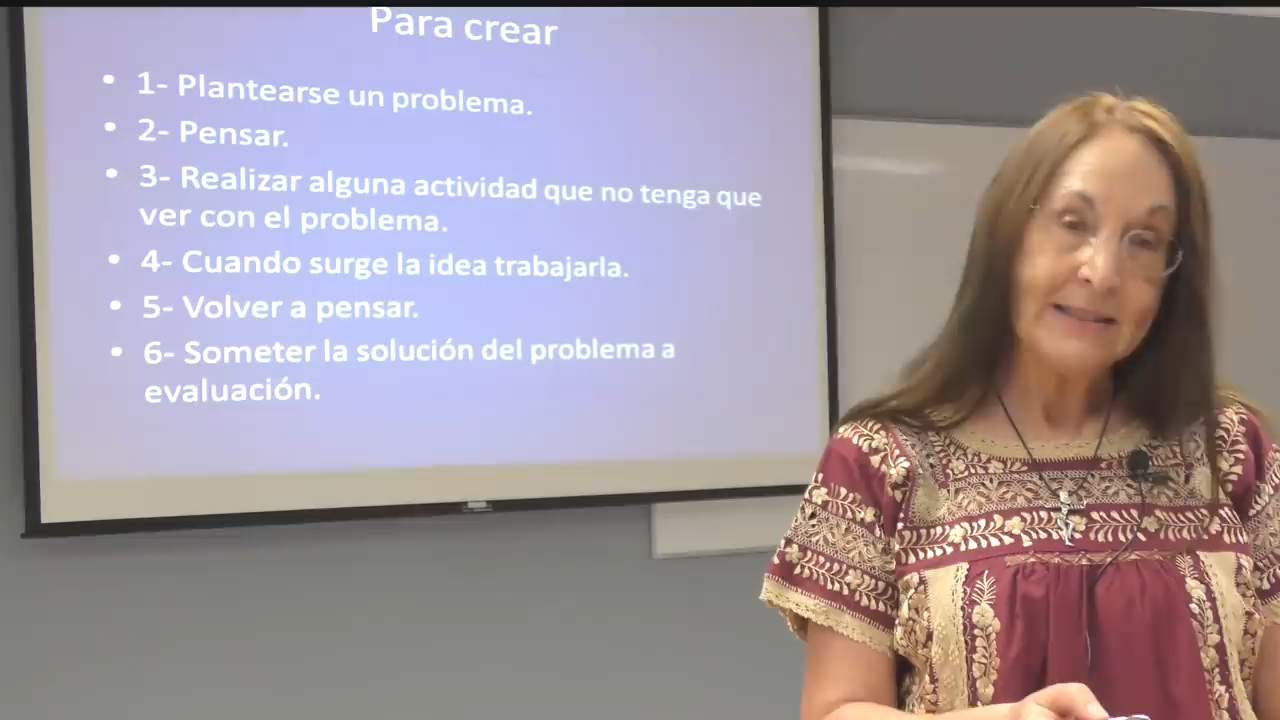 Para crear
• 1- Plantearse un problema.
• 2- Pensar.
• 3- Realizar alguna actividad que no tenga que
ver con el problema.
• 4- Cuando surge la idea trabajarla.
• 5- Volver a pensar.
• 6- Someter la solución del problema a
evaluación.